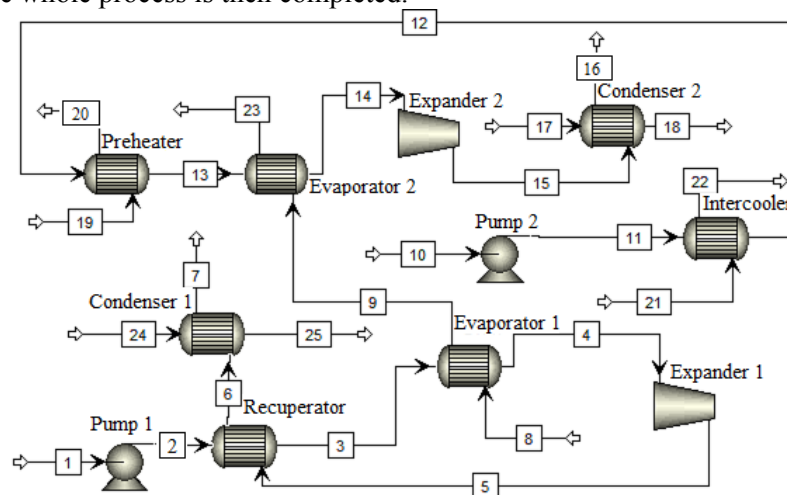 e whole process is then completed.
12
16
Condenser 2
20
23
14
Expander 2
Preheater
17
18
13
Evaporator 2
15
22
Intercooler
19
Pump 2
10
11
7
Condenser 1
9
21
24
25
Evaporator 1
4
Expander 1
6
Recuperator
Pump 1
1
2
3
8
5